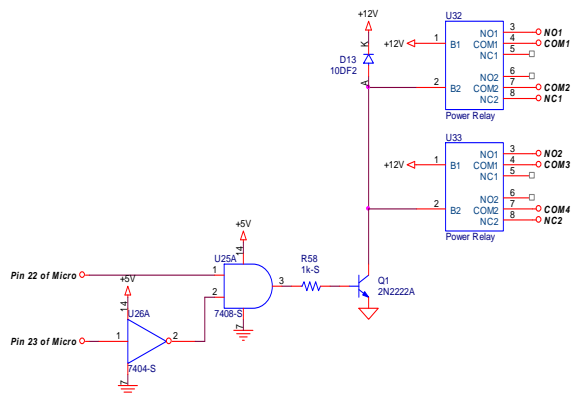 +12V
U32
K
D13
10DF2
A
+12V
1
B1
2
B2
NO1
3
NO1
COM1
4
COM1
NC1
5
NO2
6
COM2
7
COM2
NC2
8
NC1
Power Relay
U33
+12V
1
B1
2
B2
NO1
3
NO2
COM1
4
COM3
NC1
5
NO2
6
COM2
7
COM4
NC2
8
NC2
Power Relay
+5V
14
U25A
1
2
3
7408-S
7
R58
1k-S
Q1
2N2222A
Pin 22 of Micro
+5V
14
U26A
Pin 23 of Micro
1
2
7404-S
7